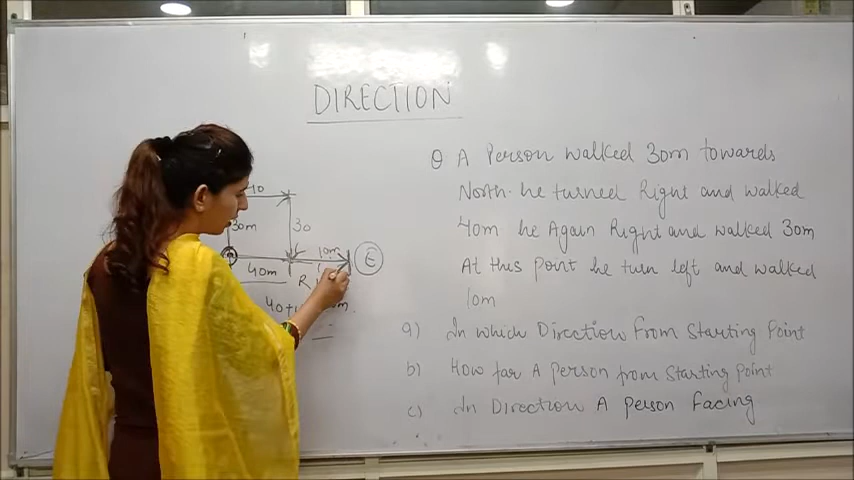 DIRECTION
Q A Person walked 30m towards
North. he turned Right and walked
40m he Again Right and walked 30m
At this Point he turn left and walked
10m
a) In which Direction From Starting Point
b) How far A Person from Starting Point
c) In Direction A Person Facing
30m
30
10m
E
40m